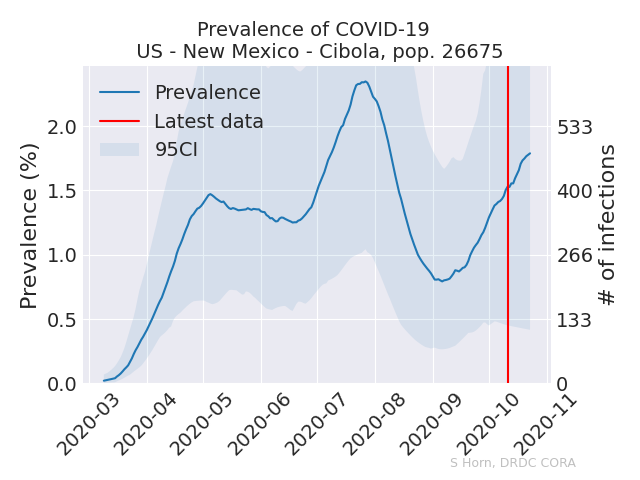 Prevalence of COVID-19
US - New Mexico - Cibola, pop. 26675
Prevalence
Latest data
95CI
Prevalence (%)
2.0
1.5
1.0
0.5
0.0
533
400
266
133
0
# of infections
2020-03
2020-04
2020-05
2020-06
2020-07
2020-08
2020-09
2020-10
2020-11
S Horn, DRDC CORA